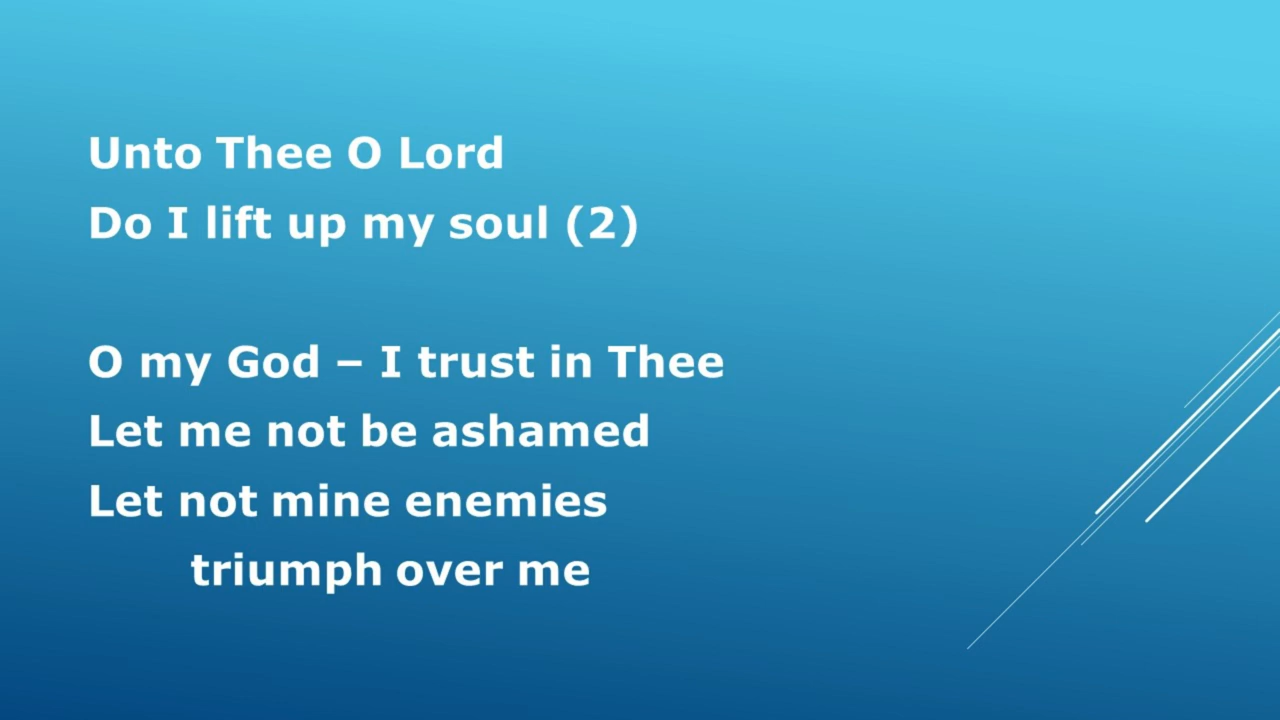 Unto Thee O Lord
Do I lift up my soul (2)
O my God – I trust in Thee
Let me not be ashamed
Let not mine enemies
triumph over me